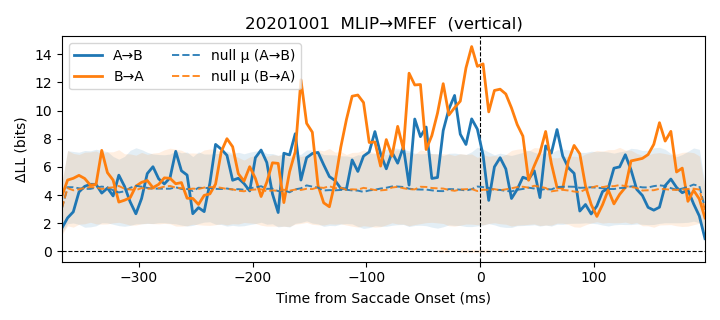 20201001  MLIP→MFEF  (vertical)
ΔLL (bits)
14
12
10
8
6
4
2
0
A→B
B→A
null μ (A→B)
null μ (B→A)
−300
−200
−100
0
100
Time from Saccade Onset (ms)